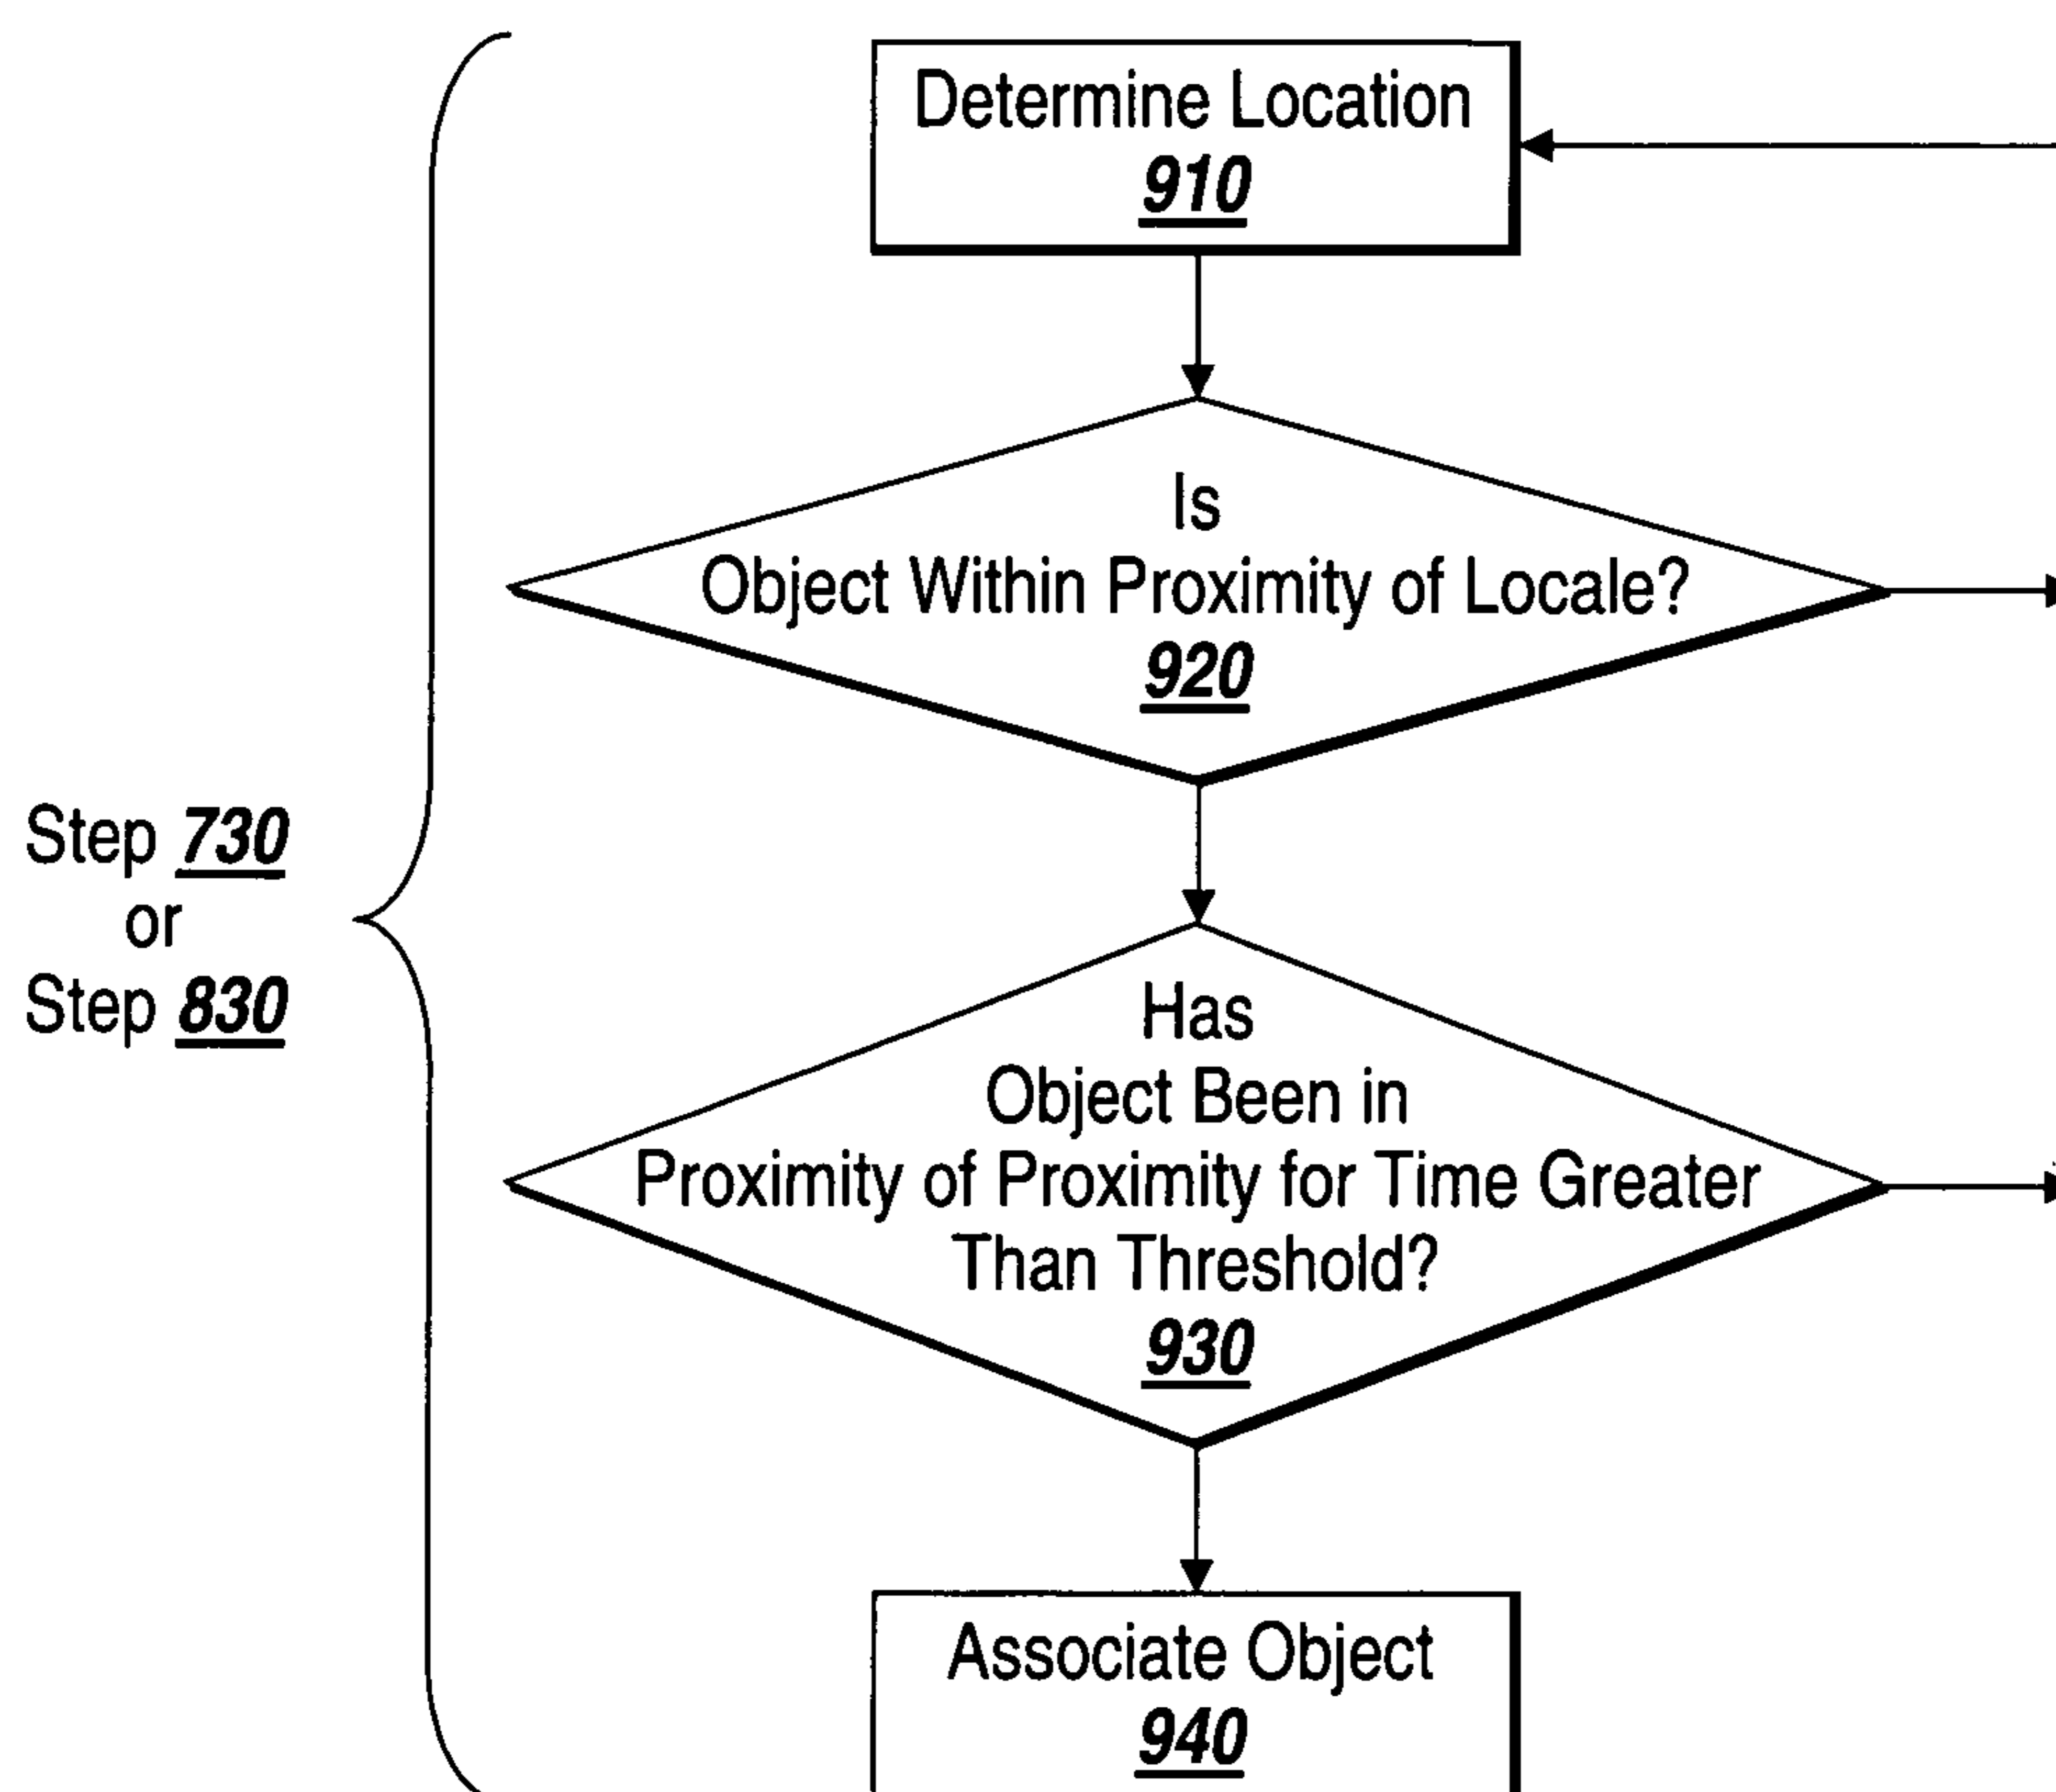 Determine Location
910
Is
Object Within Proximity of Locale?
920
Step 730
or
Step 830
Has
Object Been in
Proximity of Proximity for Time Greater
Than Threshold?
930
Associate Object
940